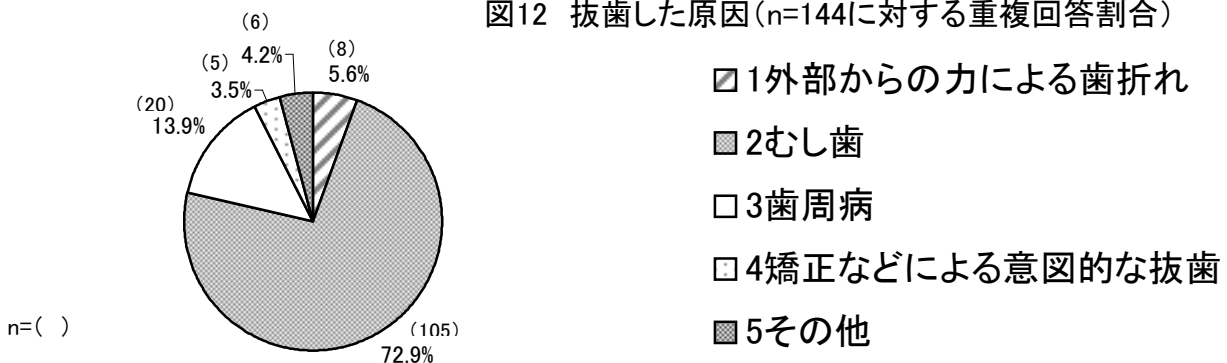 図12 抜歯した原因(n=144に対する重複回答割合)
(6)
4.2%
(8)
5.6%
(5)
3.5%
(20)
13.9%
(105)
72.9%
n=( )
1外部からの力による歯折れ
2むし歯
3歯周病
4矯正などによる意図的な抜歯
5その他